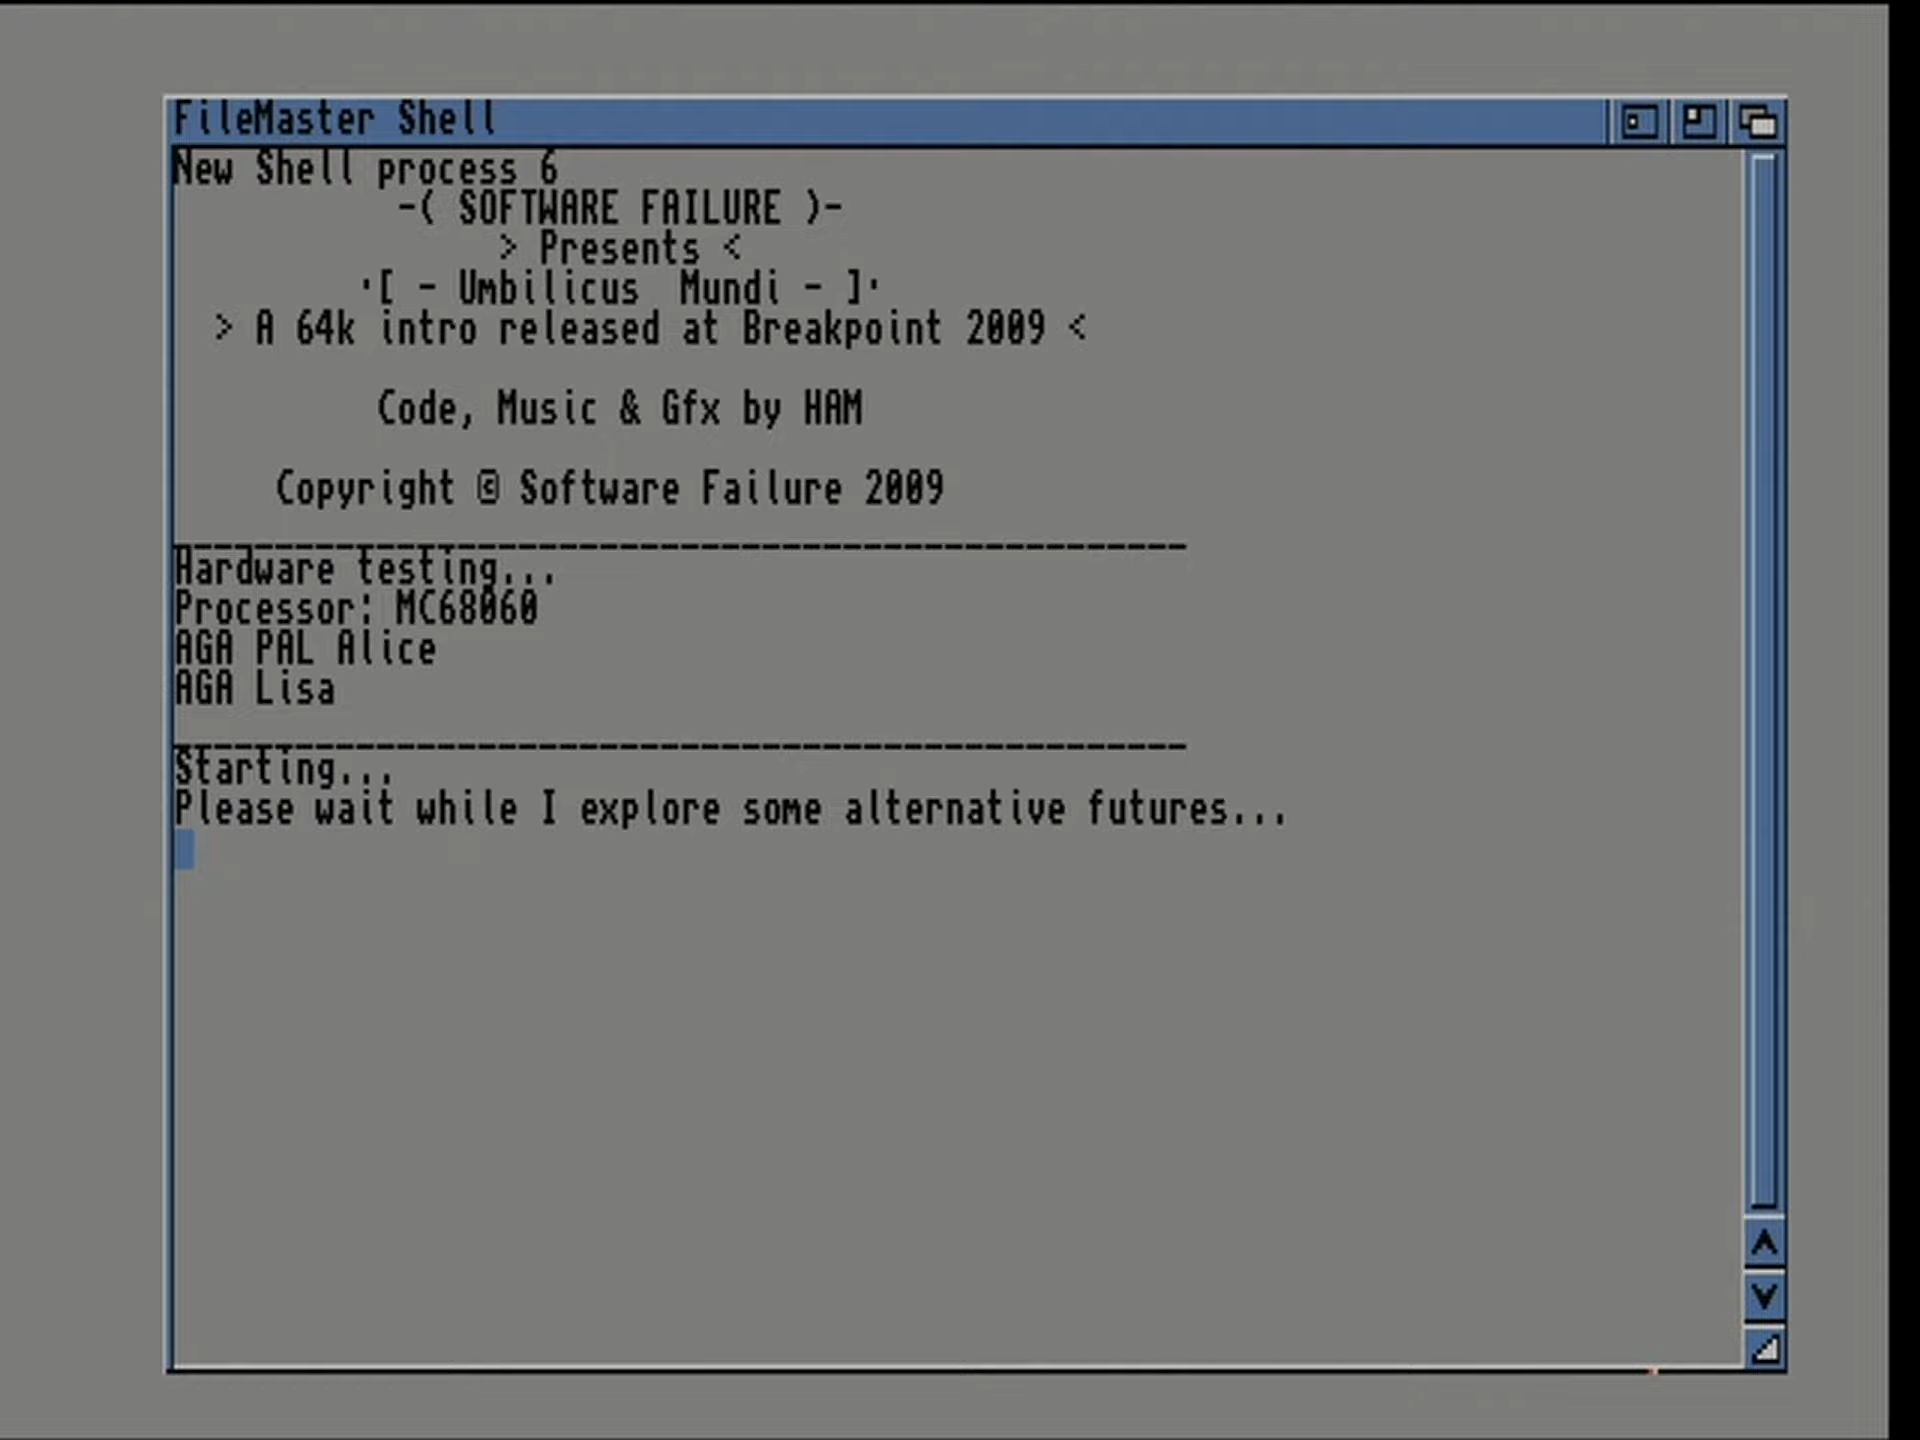 FileMaster Shell
New Shell process 6
-( SOFTWARE FAILURE )-
> Presents <
·[ - Umbilicus  Mundi - ]·
> A 64k intro released at Breakpoint 2009 <
Code, Music & Gfx by HAM
Copyright © Software Failure 2009
Hardware testing...
Processor: MC68060
AGA PAL Alice
AGA Lisa
Starting...
Please wait while I explore some alternative futures...